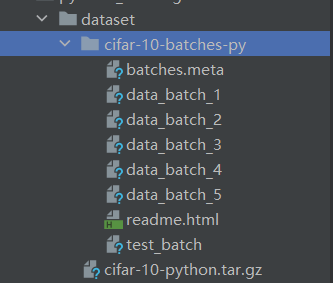 dataset
cifar-10-batches-py
batches.meta
data_batch_1
data_batch_2
data_batch_3
data_batch_4
data_batch_5
readme.html
test_batch
cifar-10-python.tar.gz